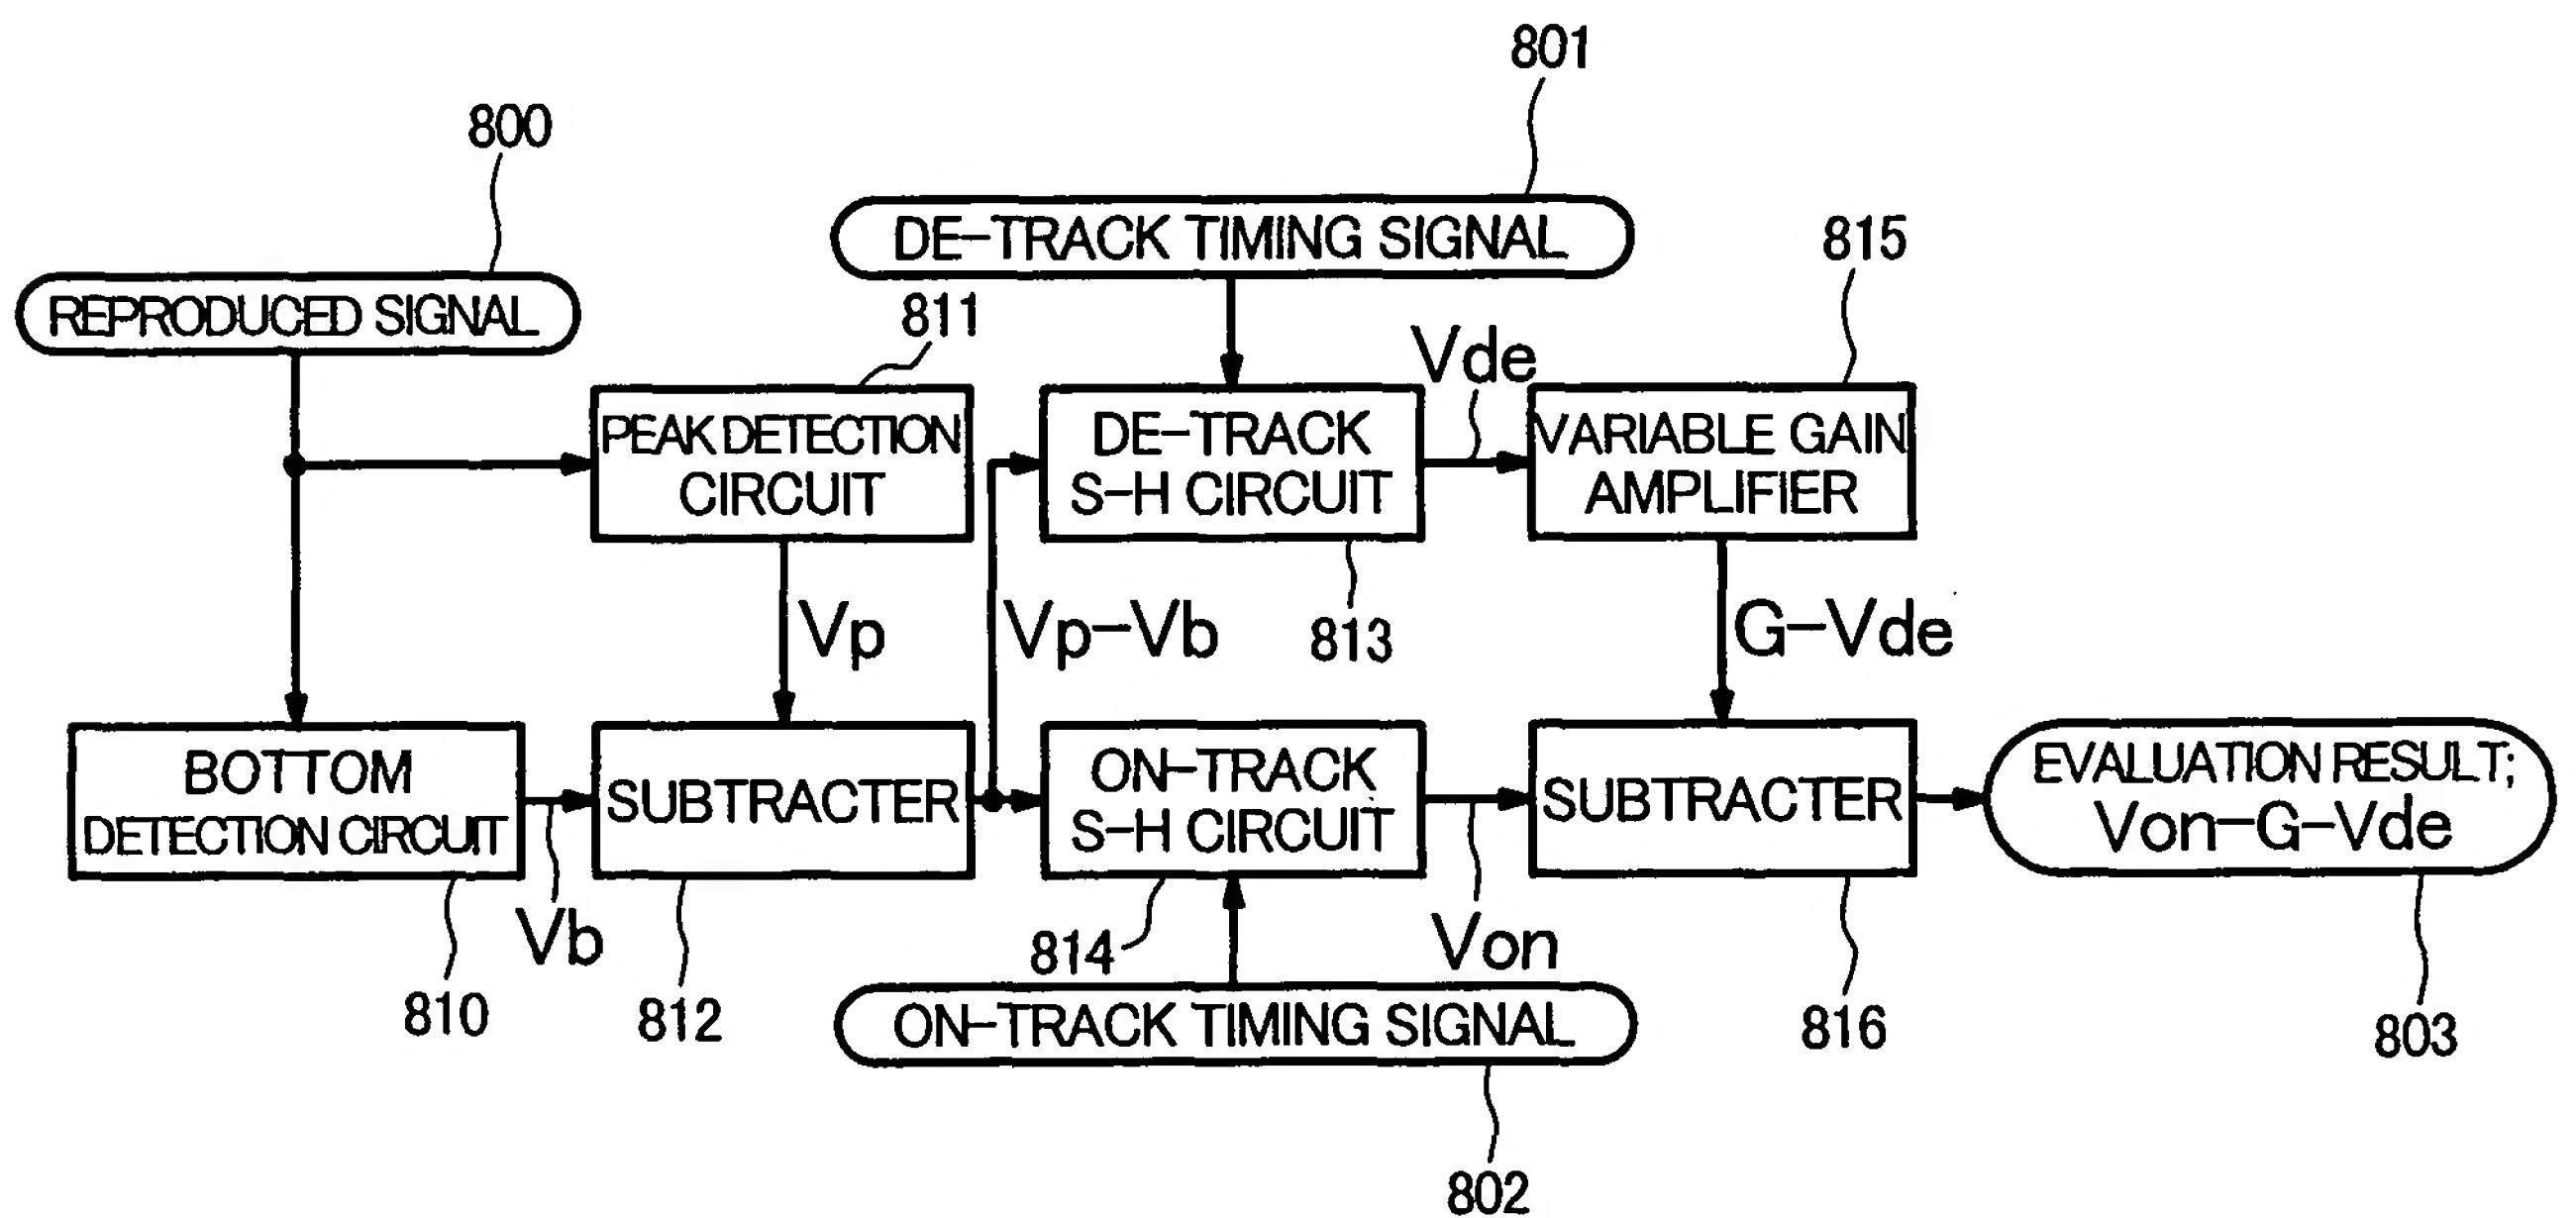 801
800
DE-TRACK TIMING SIGNAL
815
REPRODUCED SIGNAL
811
Vde
PEAK DETECTION
CIRCUIT
DE-TRACK
S-H CIRCUIT
VARIABLE GAIN
AMPLIFIER
Vp
Vp-Vb
813
G-Vde
BOTTOM
DETECTION CIRCUIT
SUBTRACTER
ON-TRACK
S-H CIRCUIT
SUBTRACTER
EVALUATION RESULT;
Von-G-Vde
Vb
814
Von
810
812
ON-TRACK TIMING SIGNAL
816
803
802